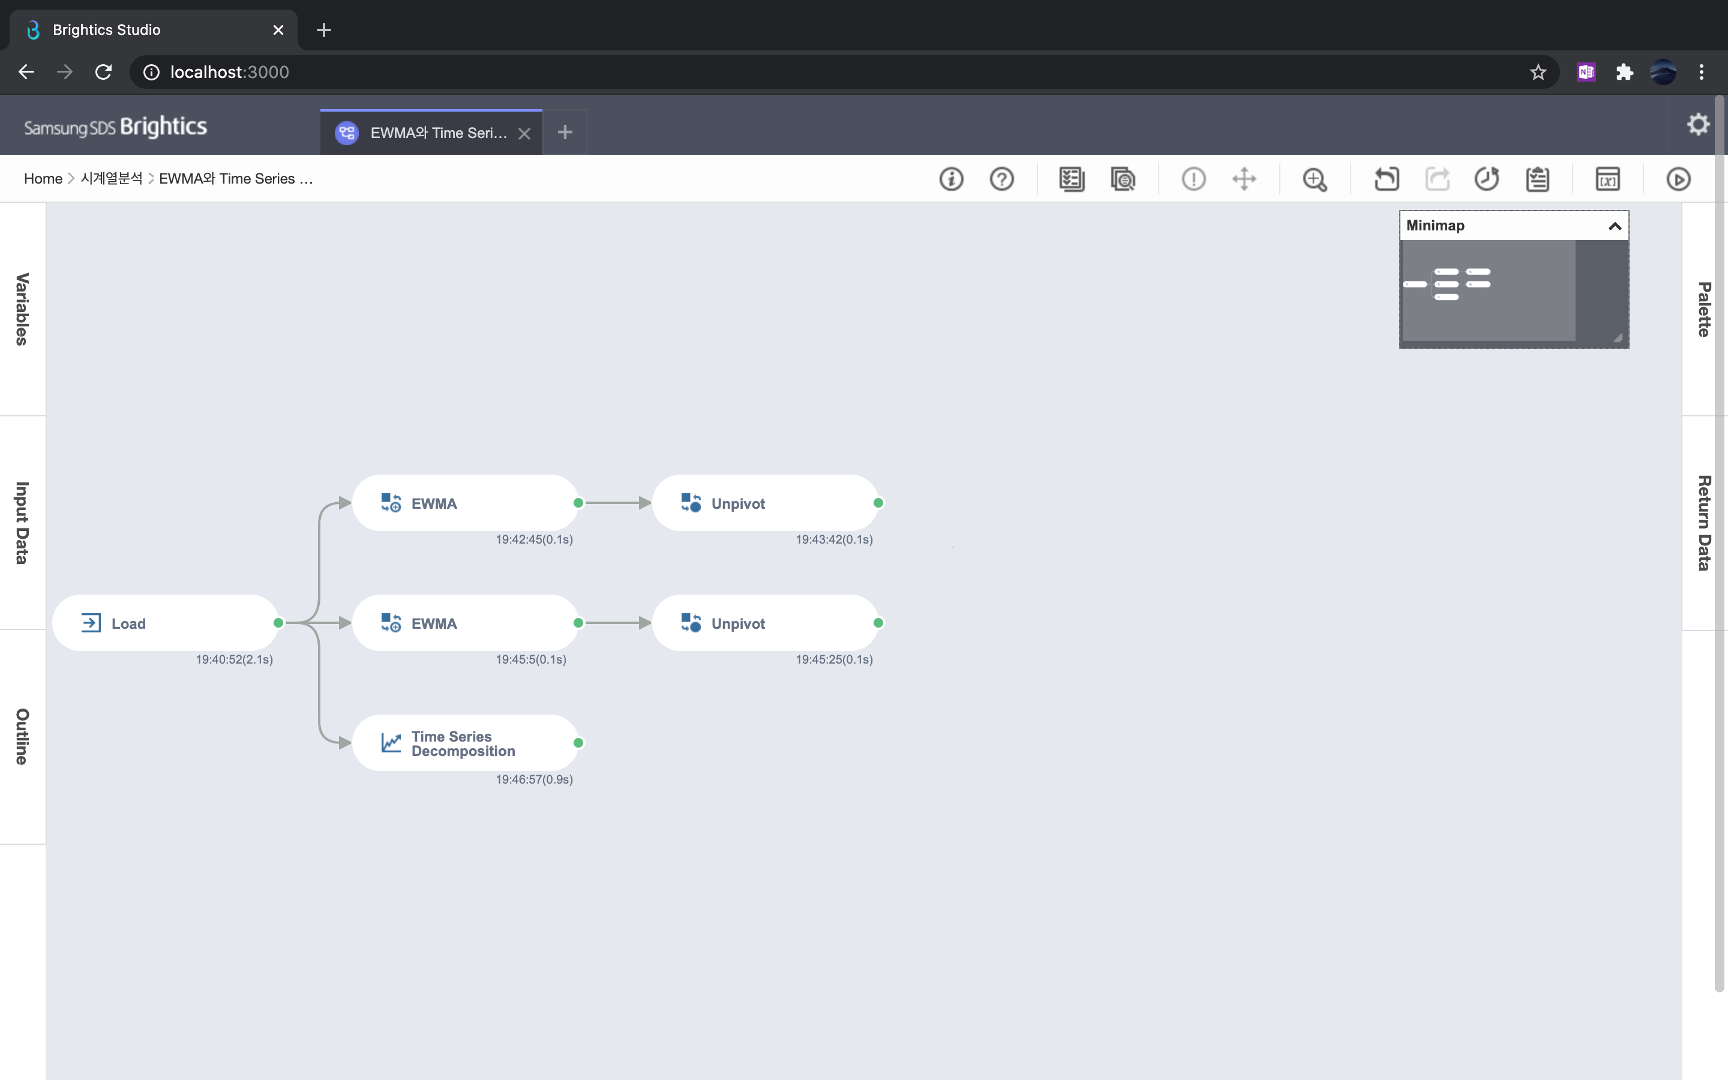 Brightics Studio
localhost:3000
Samsung SDS Brightics
EWMA와 Time Seri...
Home > 시계열분석 > EWMA와 Time Series ...
Minimap
Variables
Input Data
Outline
Palette
Return Data
EWMA
19:42:45(0.1s)
Unpivot
19:43:42(0.1s)
Load
19:40:52(2.1s)
EWMA
19:45:5(0.1s)
Unpivot
19:45:25(0.1s)
Time Series
Decomposition
19:46:57(0.9s)